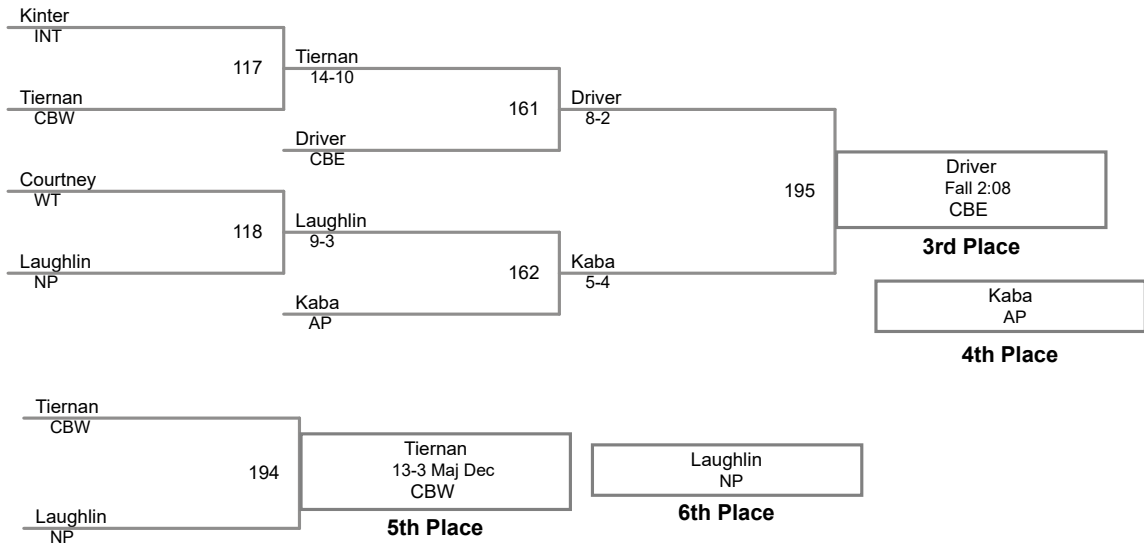 Kinter
INT
117
Tiernan
14-10
Tiernan
CBW
161
Driver
8-2
Driver
CBE
Courtney
WT
195
Driver
Fall 2:08
CBE
3rd Place
118
Laughlin
9-3
Laughlin
NP
162
Kaba
5-4
Kaba
AP
Kaba
AP
4th Place
Tiernan
CBW
194
Tiernan
13-3 Maj Dec
CBW
5th Place
Laughlin
NP
6th Place
Laughlin
NP